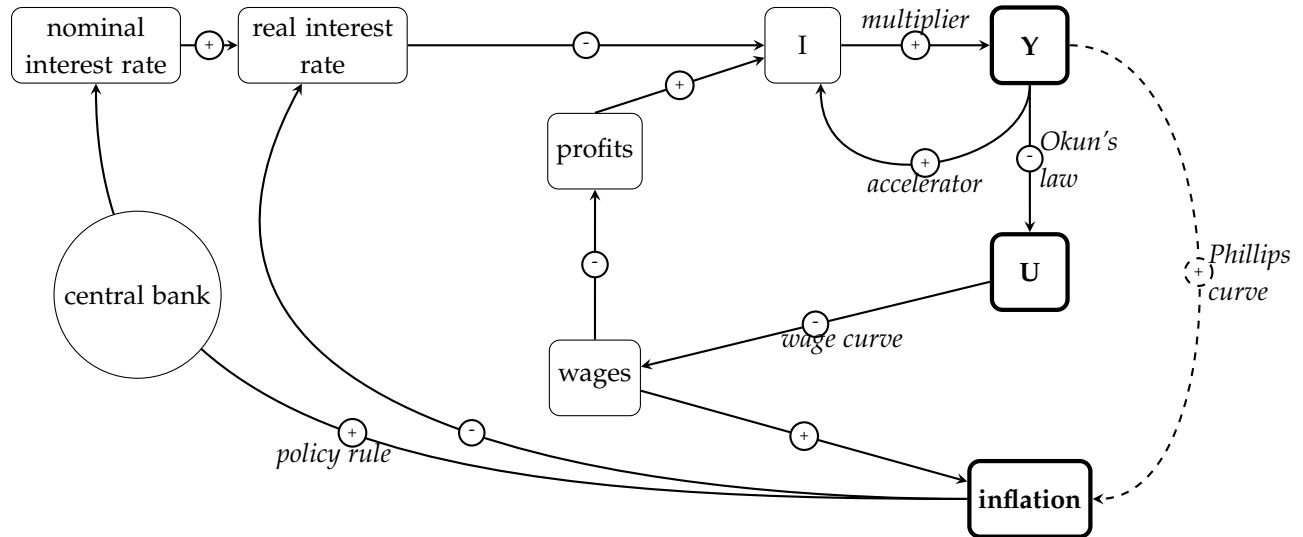 nominal
interest rate
+
real interest
rate
-
I
multiplier
+
Y
+
profits
+
accelerator
-
Okun's
law
-
U
+
Phillips
curve
central bank
-
wage curve
wages
+
+
policy rule
-
inflation